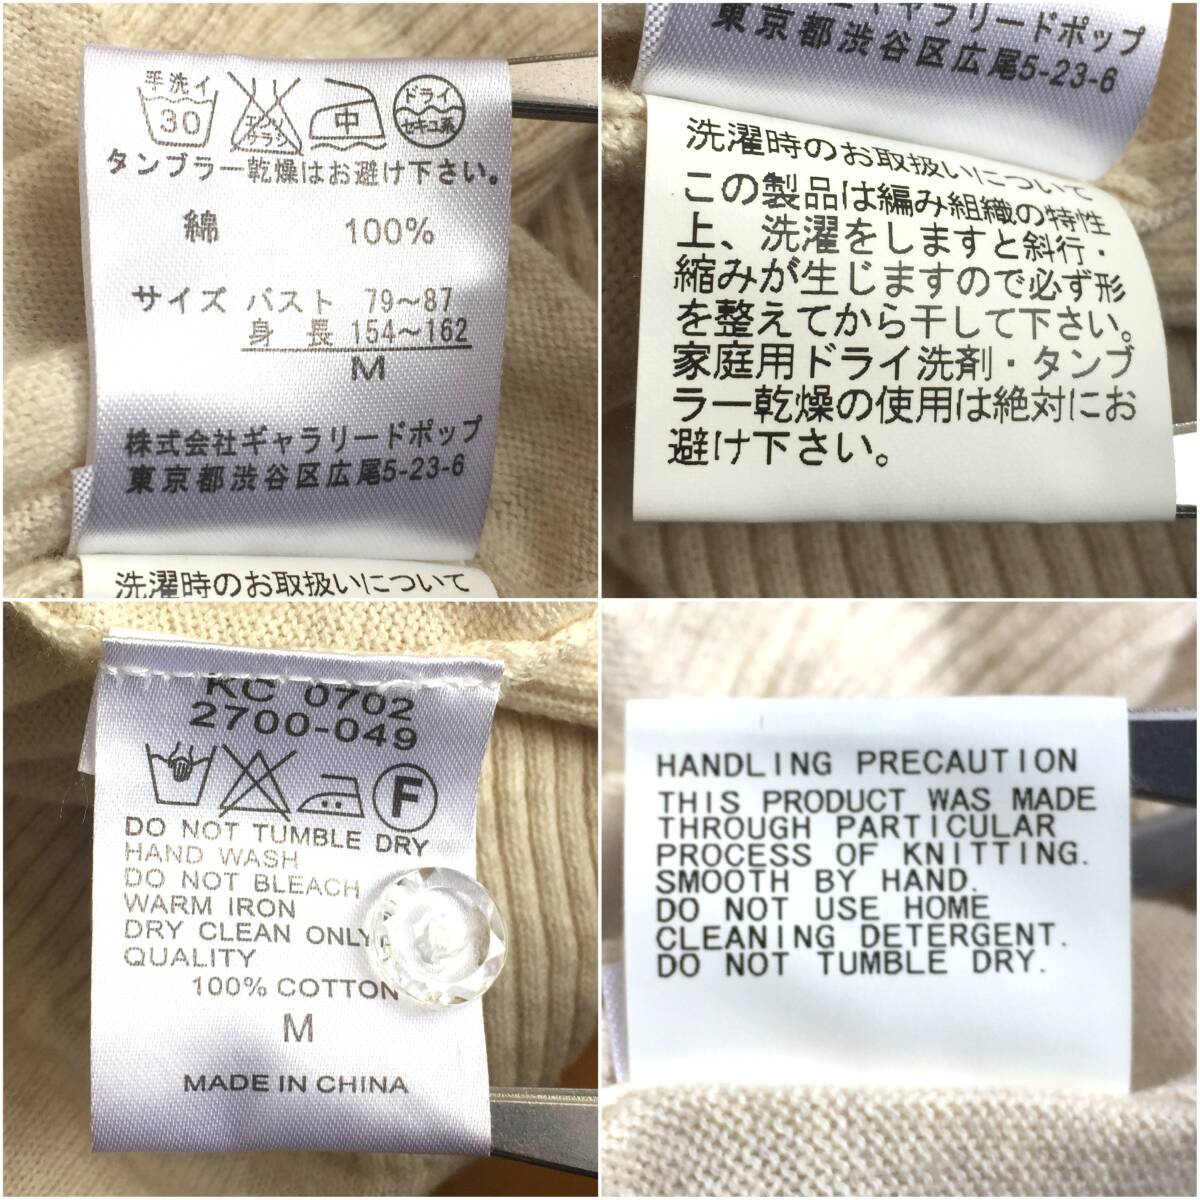 手洗イ
30
エンソ
チラシ
中
ドライ
セキユ系
タンブラー乾燥はお避け下さい。
綿 100%
サイズ バスト 79～87
身長 154～162
M
株式会社ギャラリードポップ
東京都渋谷区広尾5-23-6
洗濯時のお取扱いについて
ギャラリードポップ
東京都渋谷区広尾5-23-6
洗濯時のお取扱いについて
この製品は編み組織の特性
上、洗濯をしますと斜行・
縮みが生じますので必ず形
を整えてから干して下さい。
家庭用ドライ洗剤・タンブ
ラー乾燥の使用は絶対にお
避け下さい。
KC 0702
2700-049
F
DO NOT TUMBLE DRY
HAND WASH
DO NOT BLEACH
WARM IRON
DRY CLEAN ONLY
QUALITY
100% COTTON
M
MADE IN CHINA
HANDLING PRECAUTION
THIS PRODUCT WAS MADE
THROUGH PARTICULAR
PROCESS OF KNITTING.
SMOOTH BY HAND.
DO NOT USE HOME
CLEANING DETERGENT.
DO NOT TUMBLE DRY.